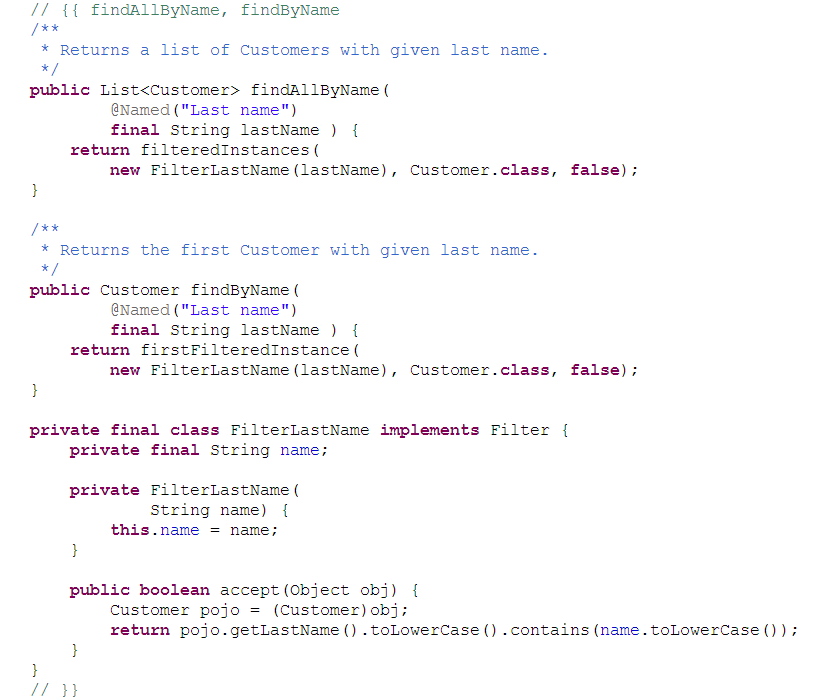 // {{ findAllByName, findByName
/**
 * Returns a list of Customers with given last name.
 */
public List<Customer> findAllByName(
        @Named("Last name")
        final String lastName ) {
    return filteredInstances(
        new FilterLastName(lastName), Customer.class, false);
}

/**
 * Returns the first Customer with given last name.
 */
public Customer findByName(
        @Named("Last name")
        final String lastName ) {
    return firstFilteredInstance(
        new FilterLastName(lastName), Customer.class, false);
}

private final class FilterLastName implements Filter {
    private final String name;

    private FilterLastName(
            String name) {
        this.name = name;
    }

    public boolean accept(Object obj) {
        Customer pojo = (Customer)obj;
        return pojo.getLastName().toLowerCase().contains(name.toLowerCase());
    }
}
// }}